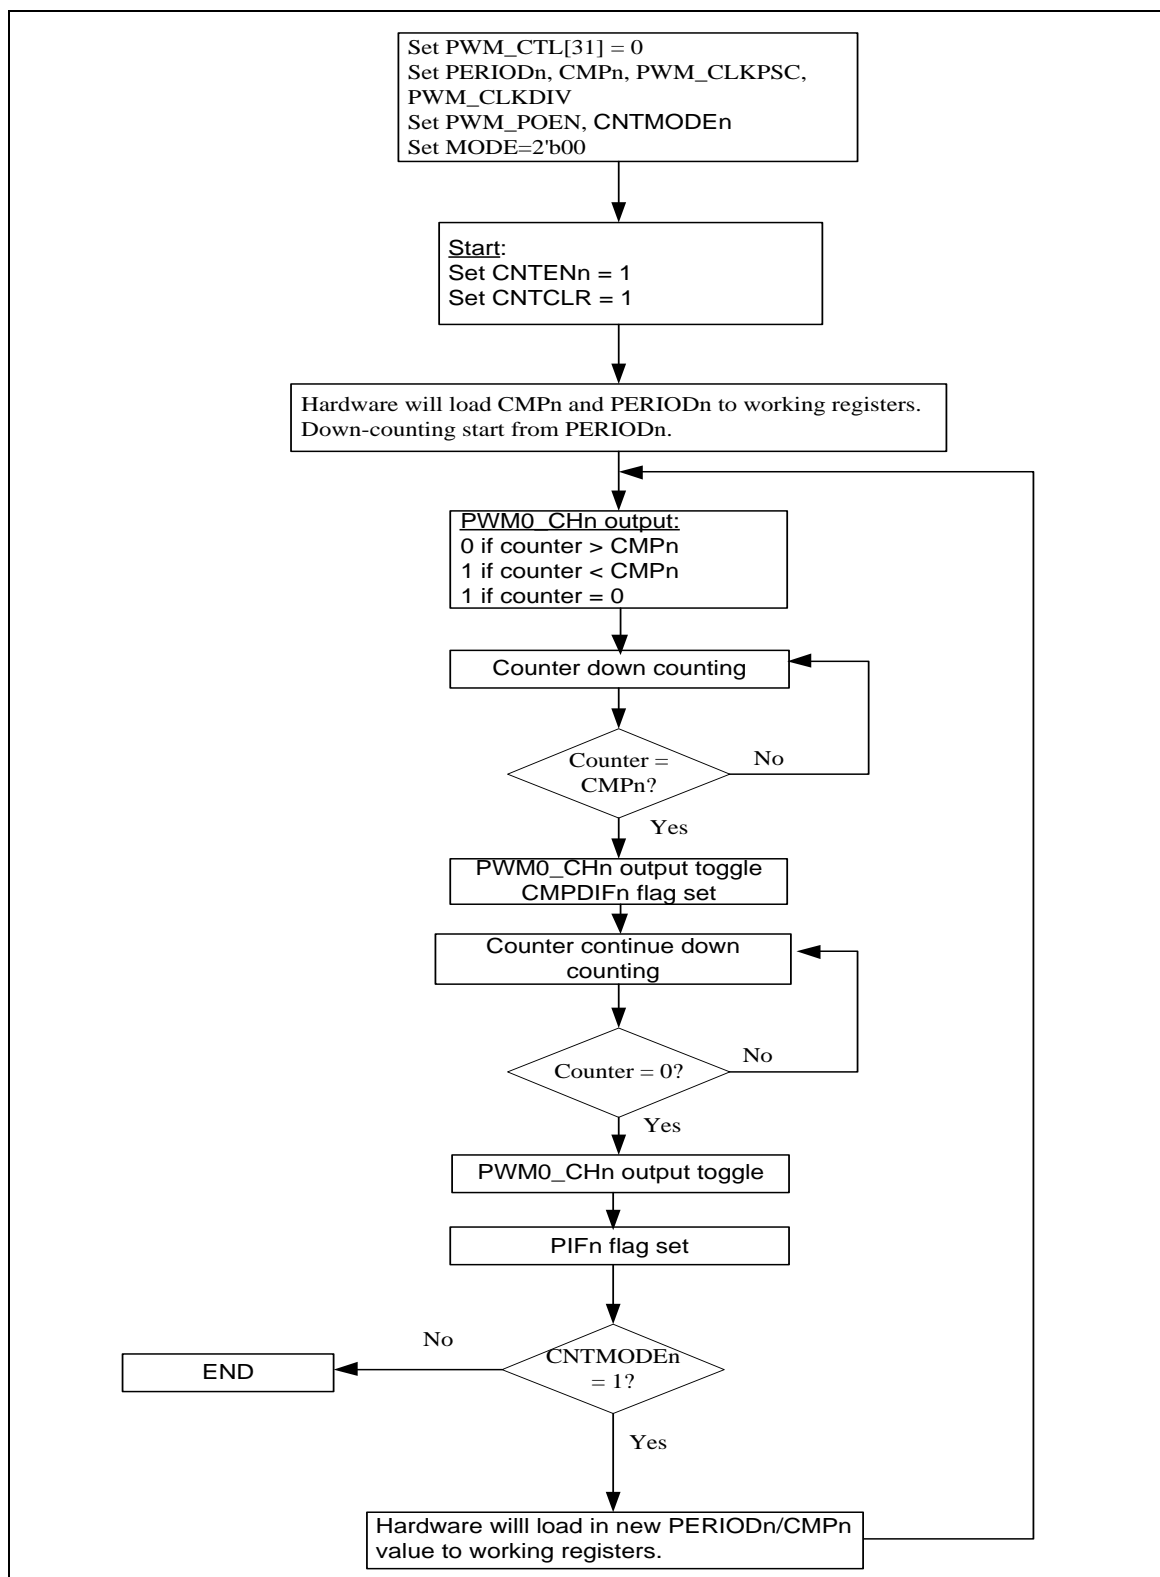 Set PWM_CTL[31] = 0
Set PERIODn, CMPn, PWM_CLKPSC,
PWM_CLKDIV
Set PWM_POEN, CNTMODEn
Set MODE=2'b00
Start:
Set CNTENn = 1
Set CNTCLR = 1
Hardware will load CMPn and PERIODn to working registers.
Down-counting start from PERIODn.
PWM0_CHn output:
0 if counter > CMPn
1 if counter < CMPn
1 if counter = 0
Counter down counting
Counter =
CMPn?
No
Yes
PWM0_CHn output toggle
CMPDIFn flag set
Counter continue down
counting
Counter = 0?
No
Yes
PWM0_CHn output toggle
PIFn flag set
CNTMODEn
= 1?
No
END
Yes
Hardware willl load in new PERIODn/CMPn
value to working registers.